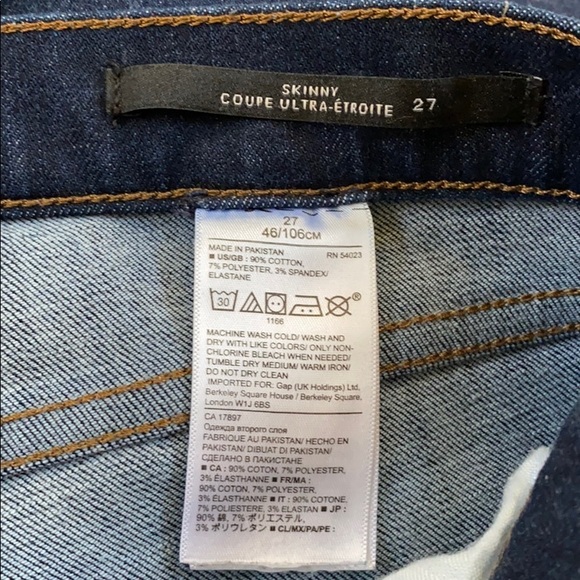 SKINNY
COUPE ULTRA-ÉTROITE 27
27
46/106CM
MADE IN PAKISTAN RN 54023
■ US/GB: 90% COTTON,
7% POLYESTER, 3% SPANDEX/
ELASTANE
30
®
1166
MACHINE WASH COLD/ WASH AND
DRY WITH LIKE COLORS/ ONLY NON-
CHLORINE BLEACH WHEN NEEDED/
TUMBLE DRY MEDIUM/ WARM IRON/
DO NOT DRY CLEAN
IMPORTED FOR: Gap (UK Holdings) Ltd,
Berkeley Square House / Berkeley Square,
London W1J 6BS
CA 17897
Одежда второго слоя
FABRIQUÉ AU PAKISTAN/ HECHO EN
PAKISTÁN/ DIBUAT DI PAKISTAN/
СДЕЛАНО В ПАКИСТАНЕ
■ CA: 90% COTON, 7% POLYESTER,
3% ÉLASTHANNE ■ FR/MA:
90% COTON, 7% POLYESTER,
3% ÉLASTHANNE ■ IT: 90% COTONE,
7% POLIESTERE, 3% ELASTAN ■ JP:
90% 綿, 7% ポリエステル,
3% ポリウレタン ■ CL/MX/PA/PE: